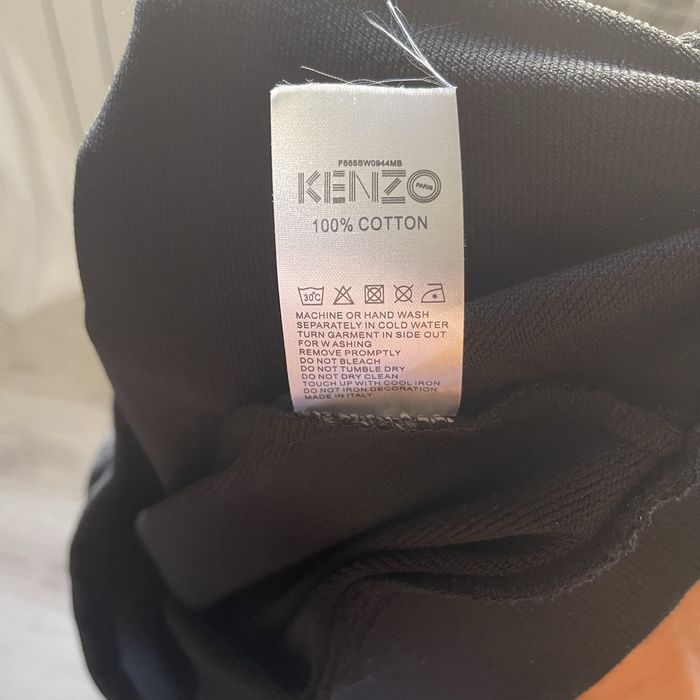 F665SW0944MB
KENZO
PARIS
100% COTTON
30C
MACHINE OR HAND WASH
SEPARATELY IN COLD WATER
TURN GARMENT IN SIDE OUT
FOR WASHING
REMOVE PROMPTLY
DO NOT BLEACH
DO NOT TUMBLE DRY
DO NOT DRY CLEAN
TOUCH UP WITH COOL IRON
DO NOT IRON DECORATION
MADE IN ITALY